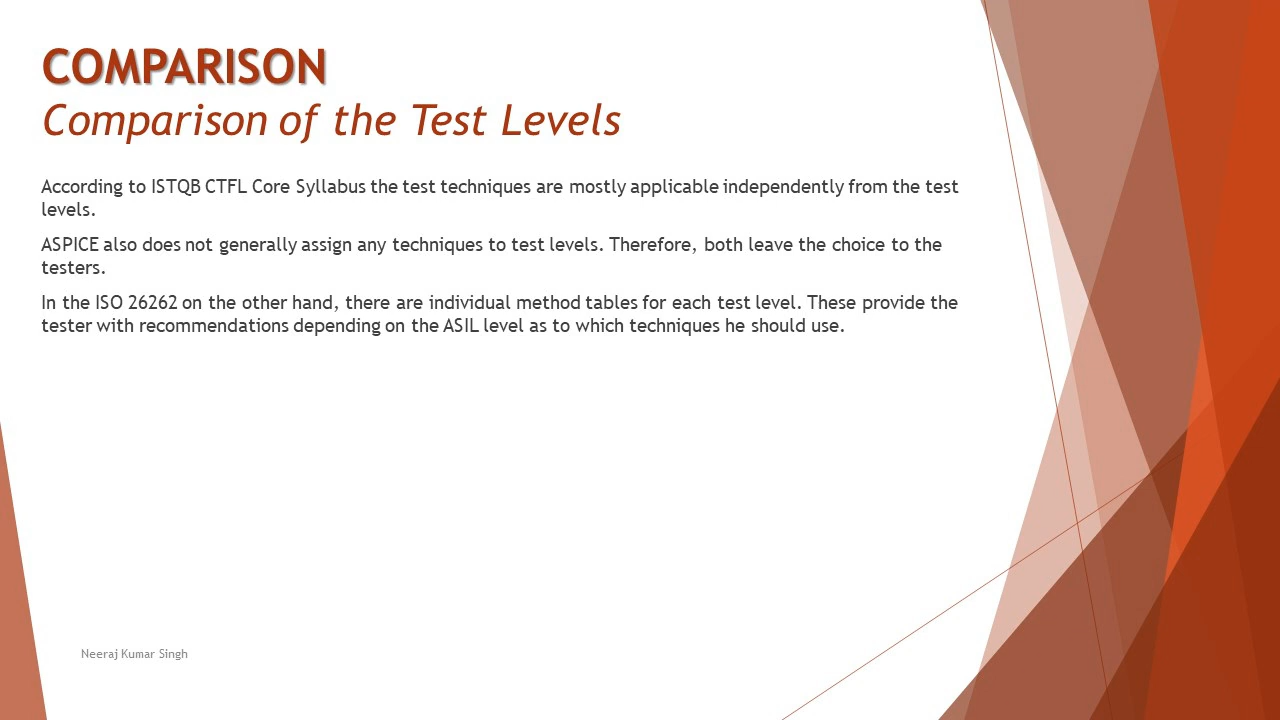 COMPARISON
Comparison of the Test Levels
According to ISTQB CTFL Core Syllabus the test techniques are mostly applicable independently from the test
levels.
ASPICE also does not generally assign any techniques to test levels. Therefore, both leave the choice to the
testers.
In the ISO 26262 on the other hand, there are individual method tables for each test level. These provide the
tester with recommendations depending on the ASIL level as to which techniques he should use.
Neeraj Kumar Singh